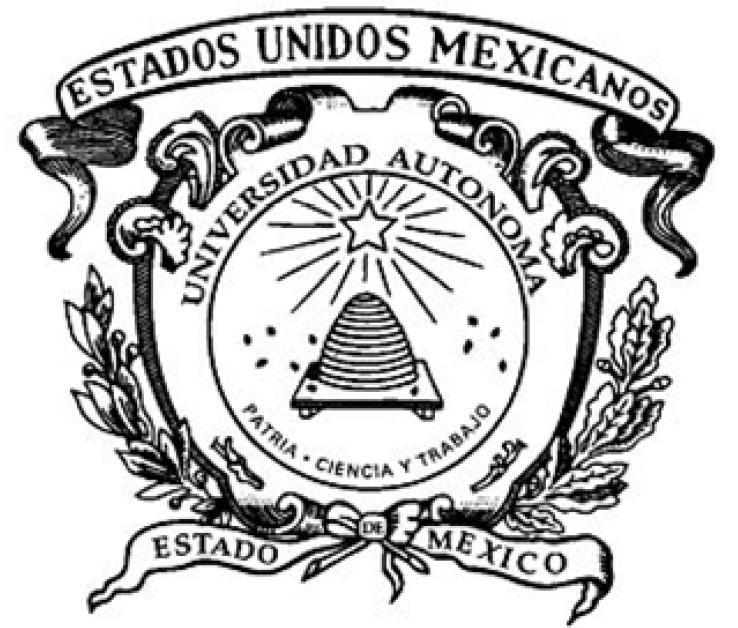 ESTADOS UNIDOS MEXICANOS
UNIVERSIDAD AUTONOMA
PATRIA • CIENCIA Y TRABAJO
DE
ESTADO MEXICO